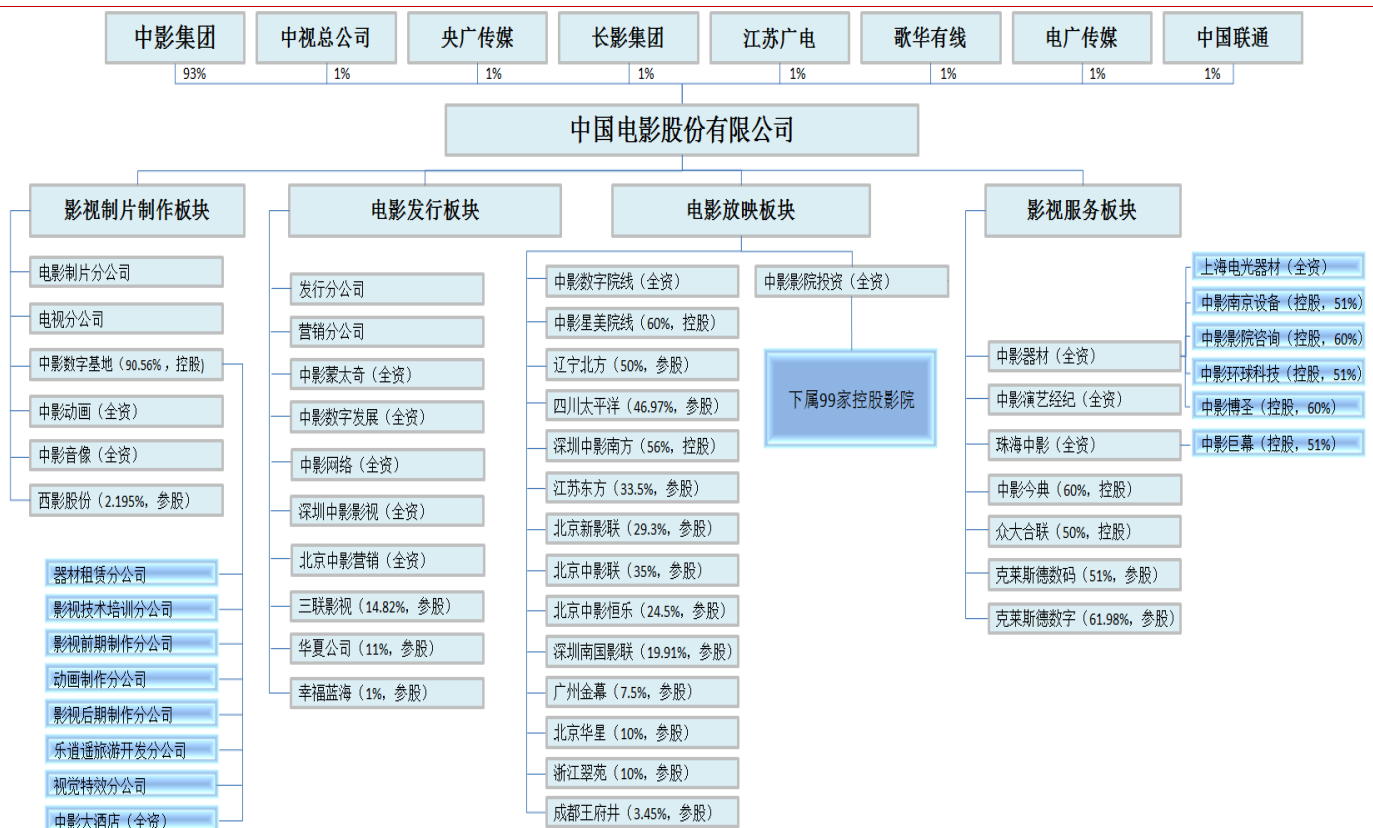 中影集团
中视总公司
央广传媒
长影集团
江苏广电
歌华有线
电广传媒
中国联通
93%
1%
1%
1%
1%
1%
1%
1%
中国电影股份有限公司
影视制片制作板块
电影制片分公司
电视分公司
中影数字基地（90.56%，控股)
中影动画（全资）
中影音像（全资）
西影股份（2.195%，参股）
器材租赁分公司
影视技术培训分公司
影视前期制作分公司
动画制作分公司
影视后期制作分公司
乐逍遥旅游开发分公司
视觉特效分公司
中影大酒店（全资）
电影发行板块
发行分公司
营销分公司
中影蒙太奇（全资）
中影数字发展（全资）
中影网络（全资）
深圳中影影视（全资）
北京中影营销（全资）
三联影视（14.82%，参股）
华夏公司（11%，参股）
幸福蓝海（1%，参股）
电影放映板块
中影数字院线（全资）
中影星美院线（60%，控股）
辽宁北方（50%，参股）
四川太平洋（46.97%，参股）
深圳中影南方（56%，控股）
江苏东方（33.5%，参股）
北京新影联（29.3%，参股）
北京中影联（35%，参股）
北京中影恒乐（24.5%，参股）
深圳南国影联（19.91%，参股）
广州金幕（7.5%，参股）
北京华星（10%，参股）
浙江翠苑（10%，参股）
成都王府井（3.45%，参股）
中影影院投资（全资）
下属99家控股影院
影视服务板块
中影器材（全资）
中影演艺经纪（全资）
珠海中影（全资）
中影今典（60%，控股）
众大合联（50%，控股）
克莱斯德数码（51%，参股）
克莱斯德数字（61.98%，参股）
上海电光器材（全资）
中影南京设备（控股，51%）
中影影院咨询（控股，60%）
中影环球科技（控股，51%）
中影博圣（控股，60%）
中影巨幕（控股，51%）